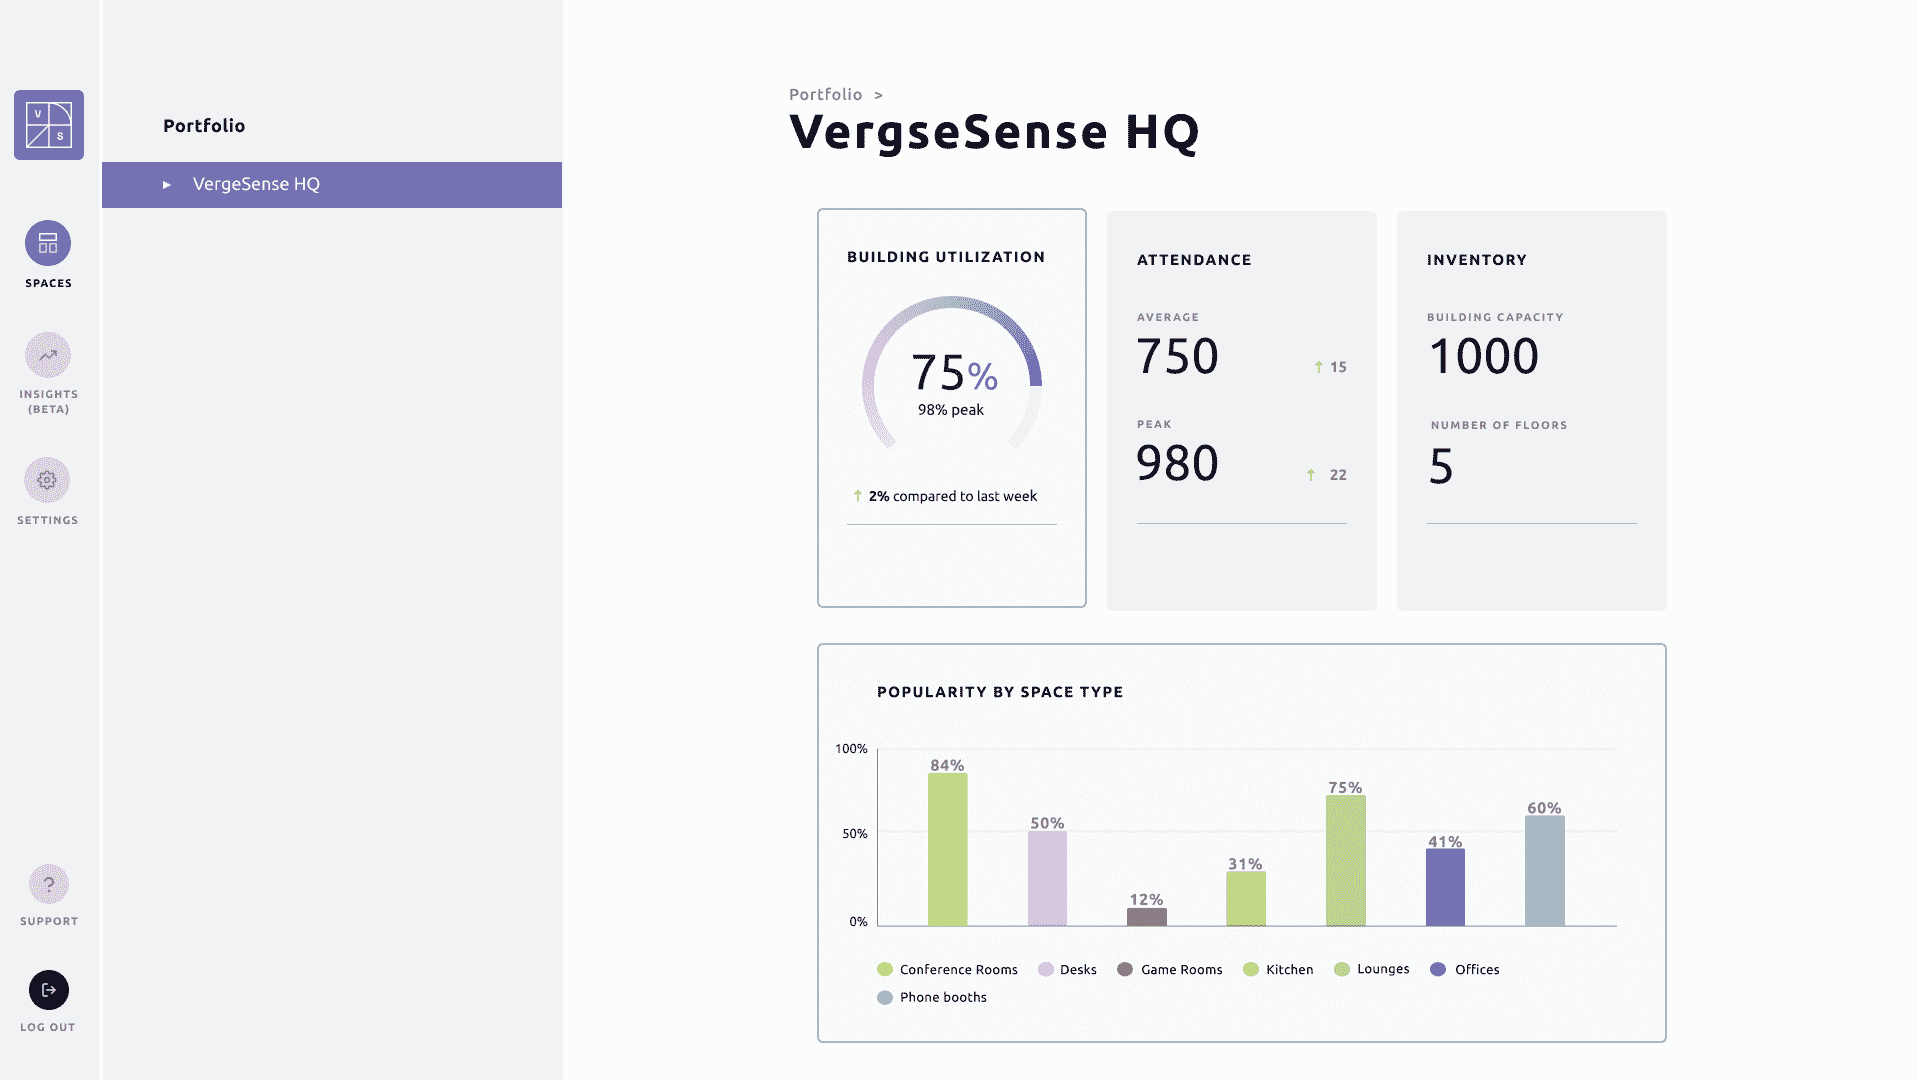 V
S
SPACES
INSIGHTS
(BETA)
SETTINGS
?
SUPPORT
LOG OUT
Portfolio
VergeSense HQ
Portfolio >
VergseSense HQ
BUILDING UTILIZATION
75%
98% peak
↑ 2% compared to last week
ATTENDANCE
AVERAGE
750 ↑ 15
PEAK
980 ↑ 22
INVENTORY
BUILDING CAPACITY
1000
NUMBER OF FLOORS
5
POPULARITY BY SPACE TYPE
100%
50%
0%
84%
50%
12%
31%
75%
41%
60%
Conference Rooms Desks Game Rooms Kitchen Lounges Offices
Phone booths